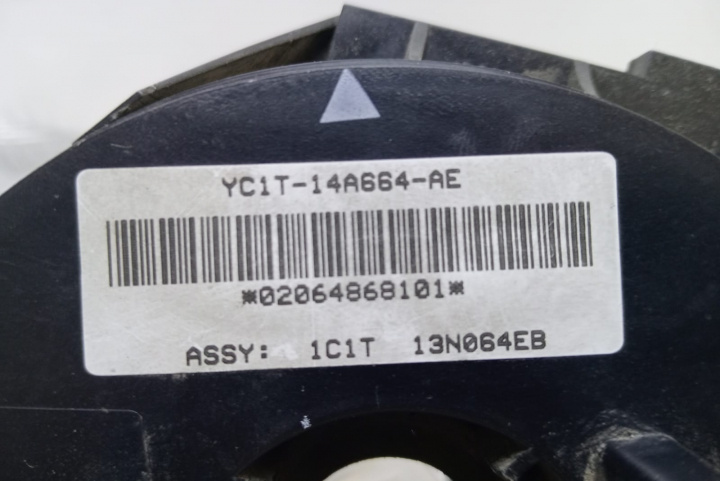 YC1T-14A664-AE
*02064868101*
ASSY: 1C1T 13N064EB